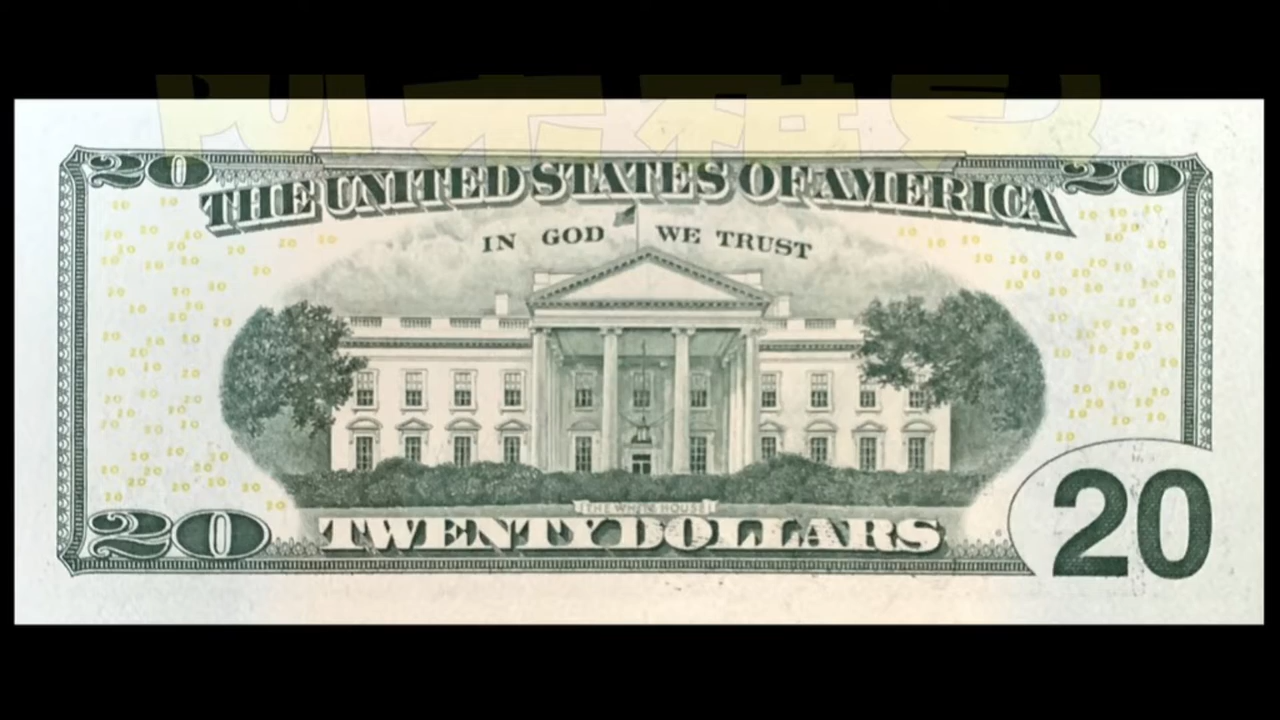 20 20
THE UNITED STATES OF AMERICA
IN GOD WE TRUST
THE WHITE HOUSE
20 TWENTY DOLLARS 20